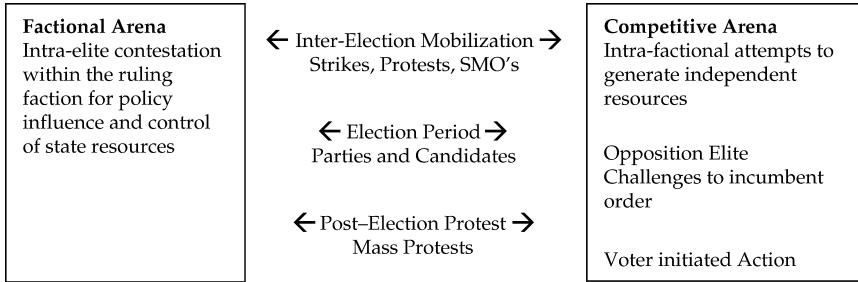 Factional Arena
Intra-elite contestation
within the ruling
faction for policy
influence and control
of state resources
← Inter-Election Mobilization →
Strikes, Protests, SMO's
← Election Period →
Parties and Candidates
← Post–Election Protest →
Mass Protests
Competitive Arena
Intra-factional attempts to
generate independent
resources
Opposition Elite
Challenges to incumbent
order
Voter initiated Action